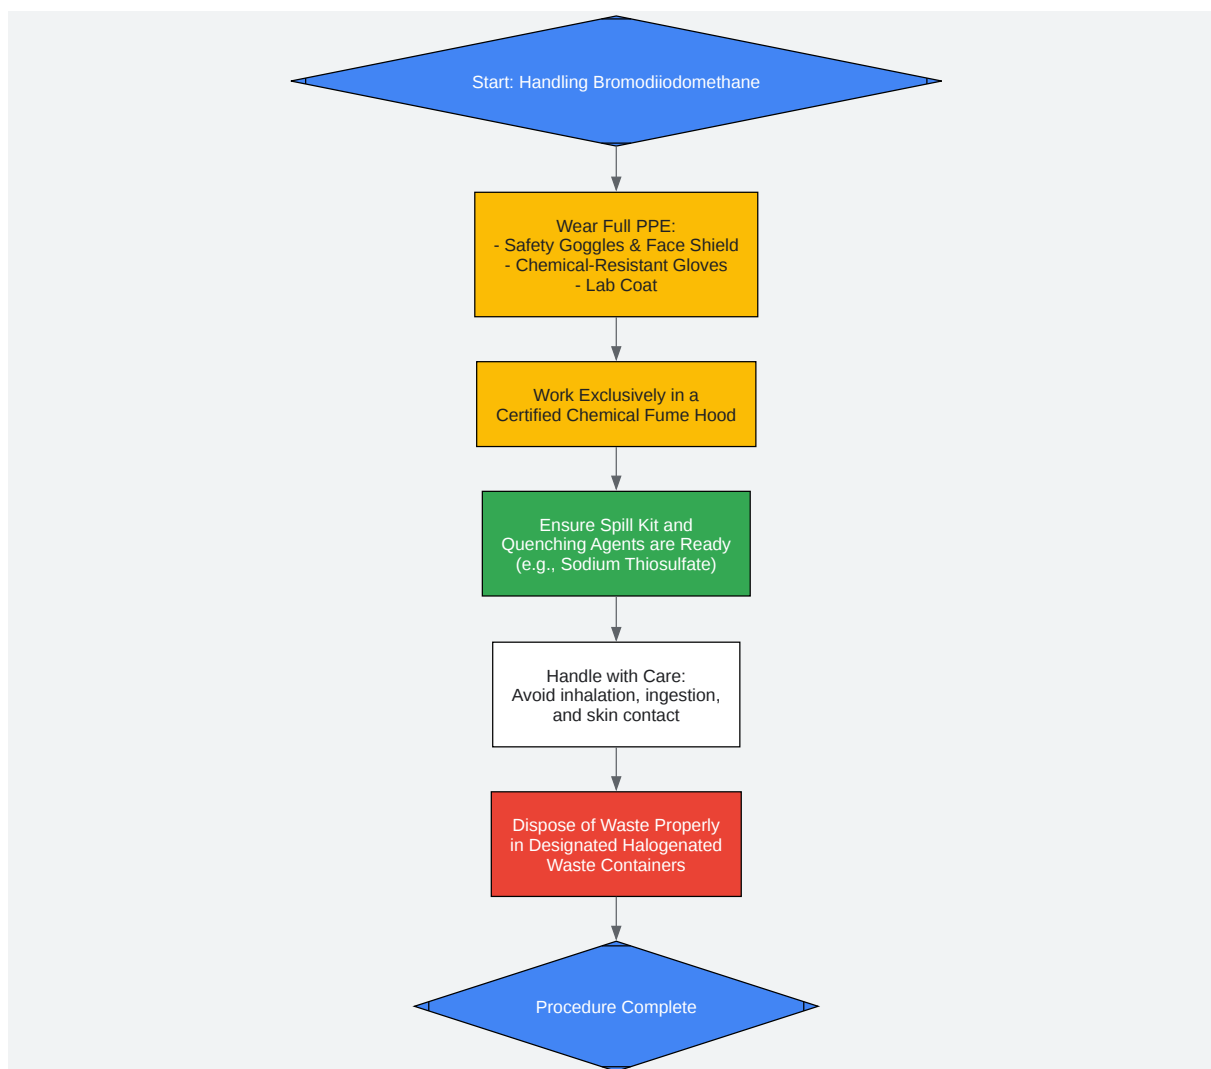 Start: Handling Bromodiiodomethane
Wear Full PPE:
- Safety Goggles & Face Shield
- Chemical-Resistant Gloves
- Lab Coat
Work Exclusively in a
Certified Chemical Fume Hood
Ensure Spill Kit and
Quenching Agents are Ready
(e.g., Sodium Thiosulfate)
Handle with Care:
Avoid inhalation, ingestion,
and skin contact
Dispose of Waste Properly
in Designated Halogenated
Waste Containers
Procedure Complete